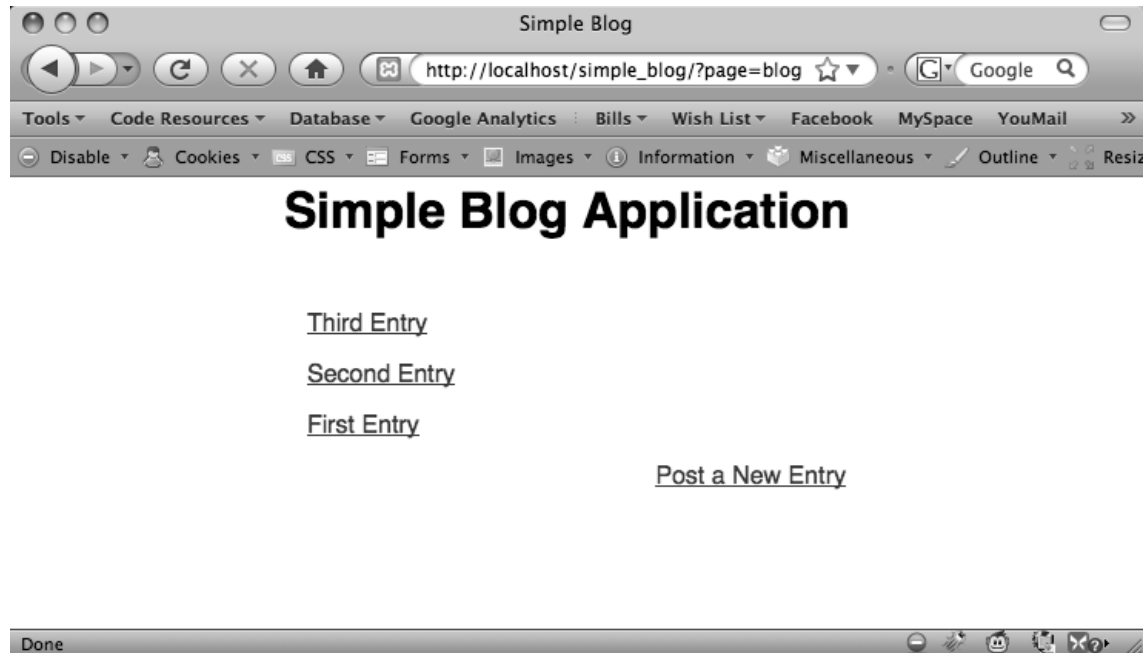 Simple Blog
http://localhost/simple_blog/?page=blog
G Google
Tools Code Resources Database Google Analytics Bills Wish List Facebook MySpace YouMail »
Disable Cookies CSS Forms Images Information Miscellaneous Outline Resiz
Simple Blog Application
Third Entry
Second Entry
First Entry
Post a New Entry
Done